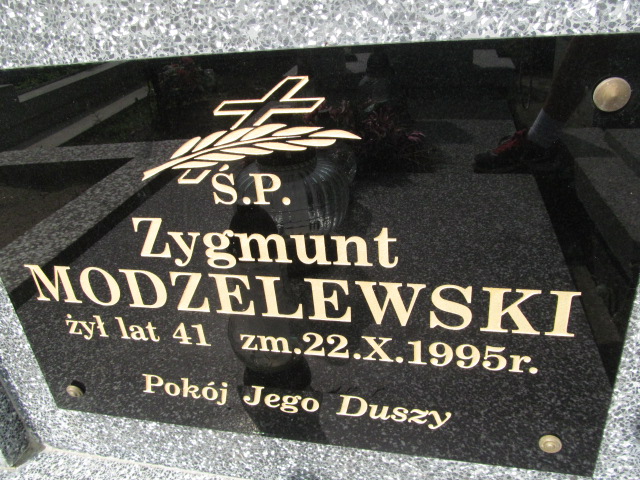 Ś.P.
Zygmunt
MODZELEWSKI
żył lat 41 zm.22.X.1995r.
Pokój Jego Duszy